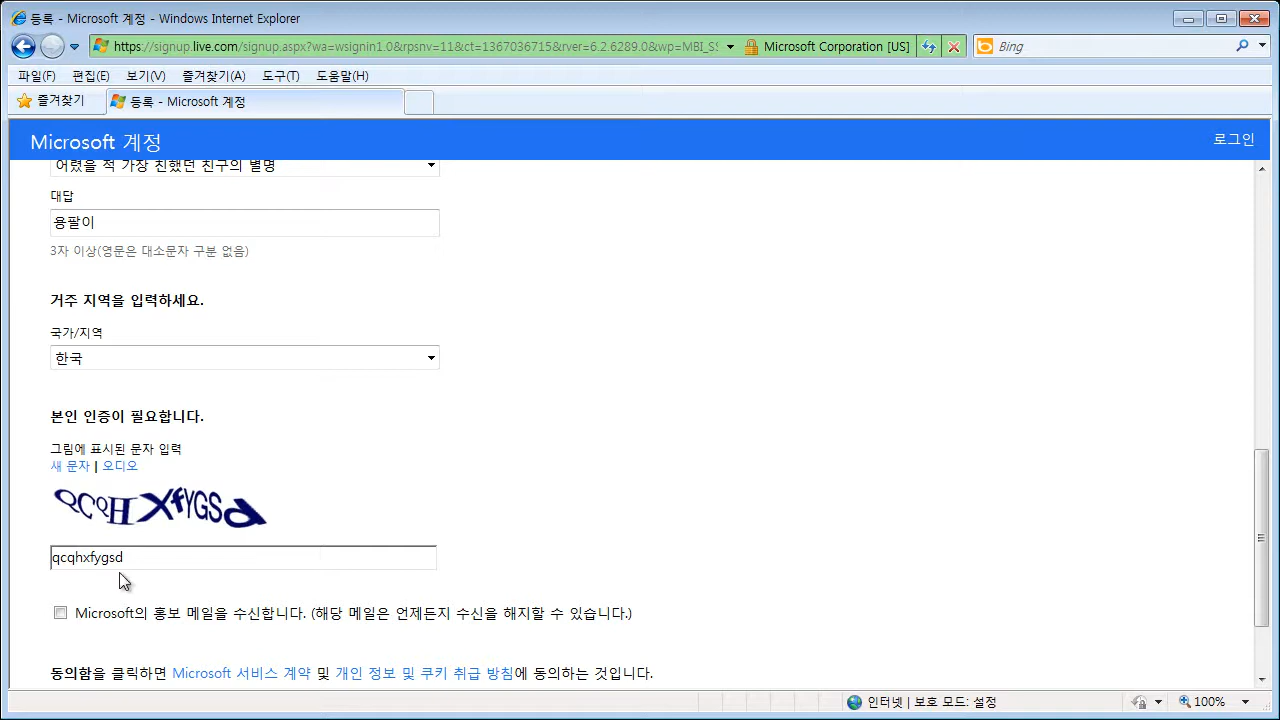 등록 - Microsoft 계정 - Windows Internet Explorer
https://signup.live.com/signup.aspx?wa=wsignin1.0&rpsnv=11&ct=1367036715&rver=6.2.6289.0&wp=MBI_SS Microsoft Corporation [US] Bing
파일(F) 편집(E) 보기(V) 즐겨찾기(A) 도구(T) 도움말(H)
즐겨찾기 등록 - Microsoft 계정
Microsoft 계정 로그인
어렸을 적 가장 친했던 친구의 별명
대답
용팔이
3자 이상(영문은 대소문자 구분 없음)
거주 지역을 입력하세요.
국가/지역
한국
본인 인증이 필요합니다.
그림에 표시된 문자 입력
새 문자 | 오디오
QCQHXfYGSd
qcqhxfygsd
Microsoft의 홍보 메일을 수신합니다. (해당 메일은 언제든지 수신을 해지할 수 있습니다.)
동의함을 클릭하면 Microsoft 서비스 계약 및 개인 정보 및 쿠키 취급 방침에 동의하는 것입니다.
인터넷 | 보호 모드: 설정 100%